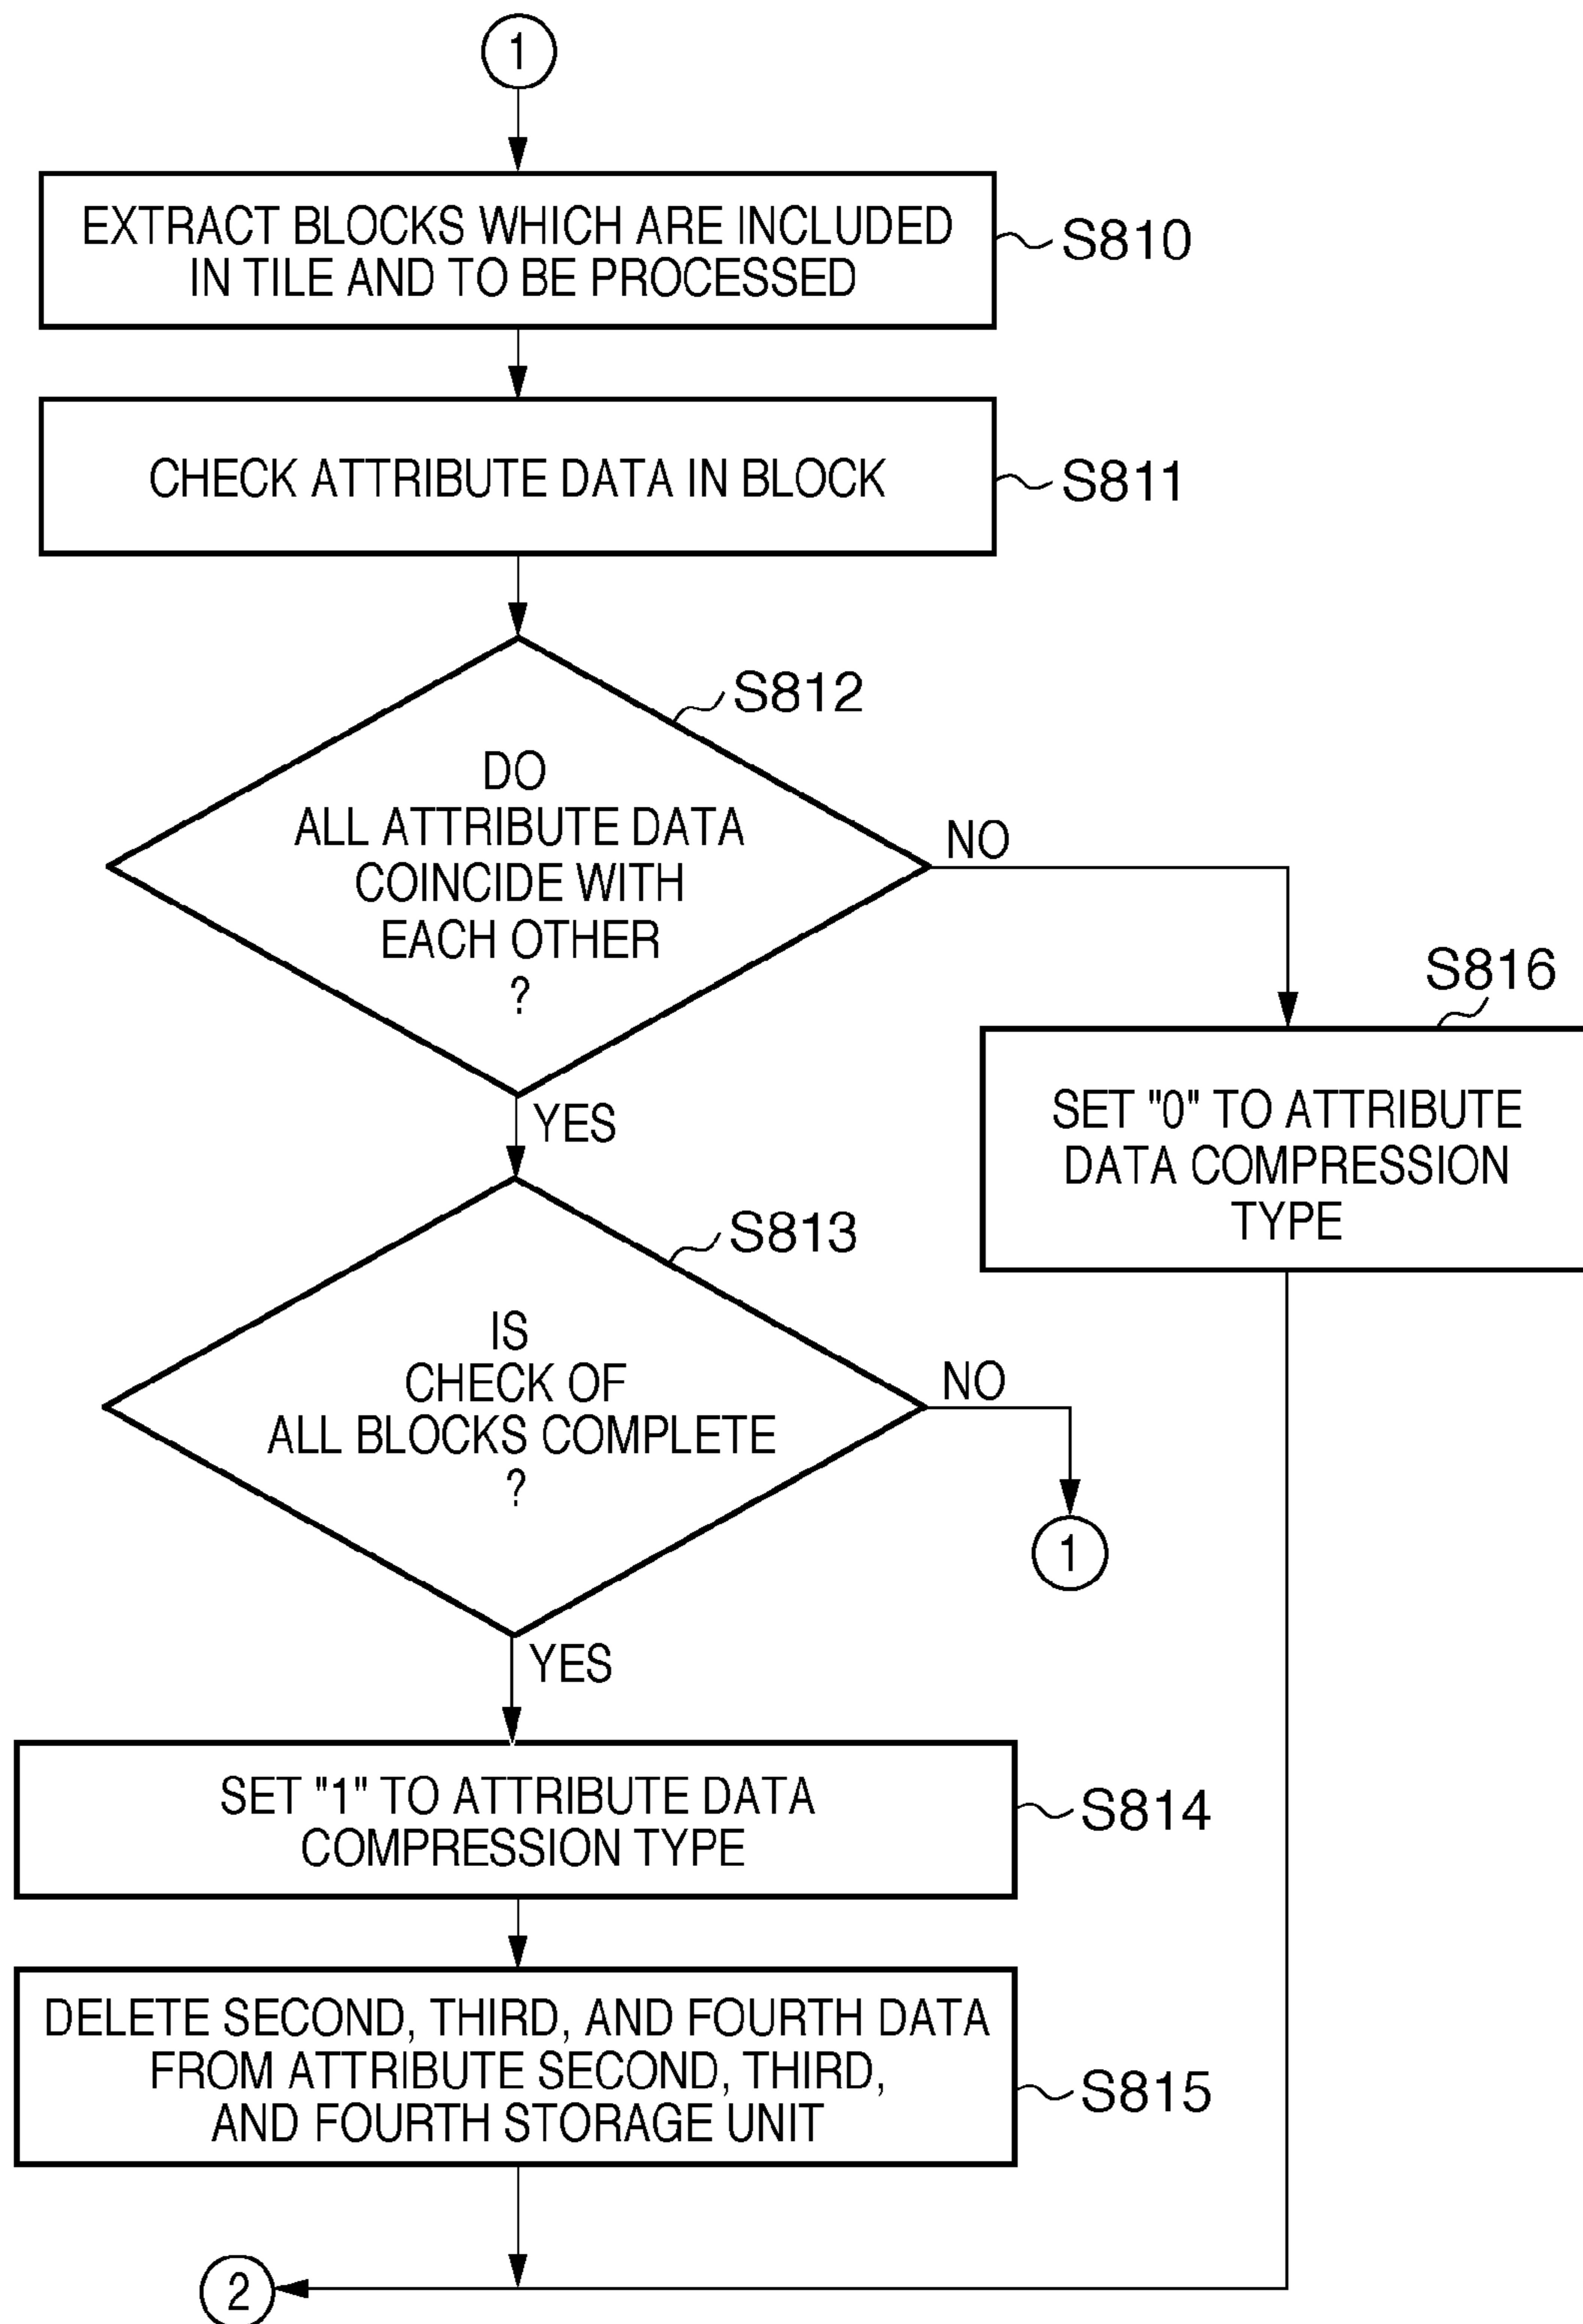 1
EXTRACT BLOCKS WHICH ARE INCLUDED
IN TILE AND TO BE PROCESSED
S810
CHECK ATTRIBUTE DATA IN BLOCK
S811
S812
DO
ALL ATTRIBUTE DATA
COINCIDE WITH
EACH OTHER
?
NO
YES
S816
SET "0" TO ATTRIBUTE
DATA COMPRESSION
TYPE
S813
IS
CHECK OF
ALL BLOCKS COMPLETE
?
NO
1
YES
SET "1" TO ATTRIBUTE DATA
COMPRESSION TYPE
S814
DELETE SECOND, THIRD, AND FOURTH DATA
FROM ATTRIBUTE SECOND, THIRD,
AND FOURTH STORAGE UNIT
S815
2